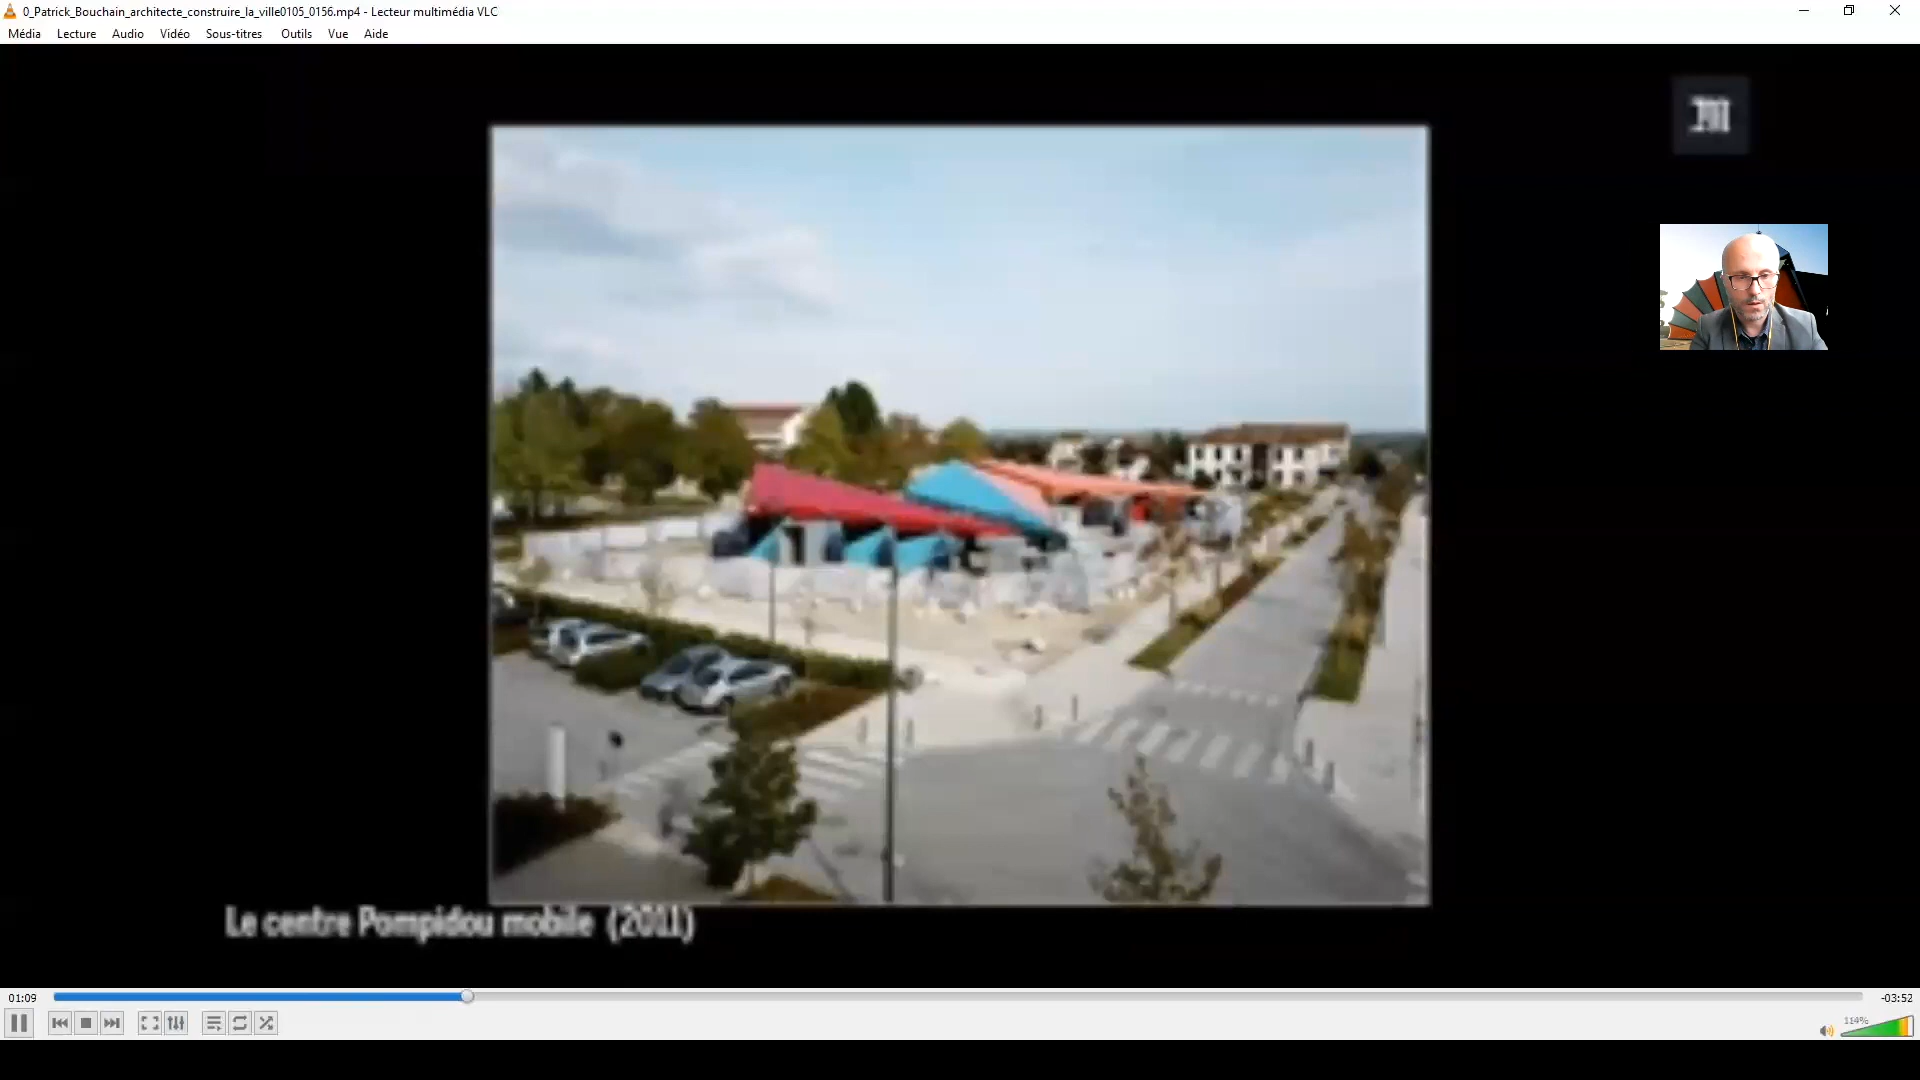 0_Patrick_Bouchain_architecte_construire_la_ville0105_0156.mp4 - Lecteur multimédia VLC
Média Lecture Audio Vidéo Sous-titres Outils Vue Aide
Le centre Pompidou mobile (2011)
01:09
-03:52
114%